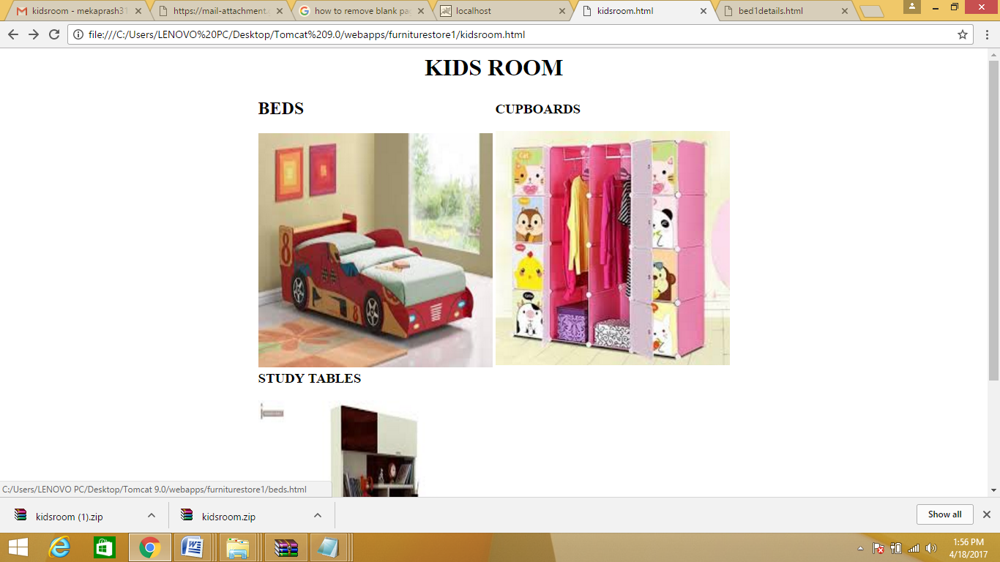 kidsroom - mekaprash31
https://mail-attachment.
how to remove blank pa
localhost
kidsroom.html
bed1details.html
file:///C:/Users/LENOVO%20PC/Desktop/Tomcat%209.0/webapps/furniturestore1/kidsroom.html
KIDS ROOM
BEDS
CUPBOARDS
8
8
STUDY TABLES
C:/Users/LENOVO PC/Desktop/Tomcat 9.0/webapps/furniturestore1/beds.html
kidsroom (1).zip
kidsroom.zip
Show all
1:56 PM
4/18/2017